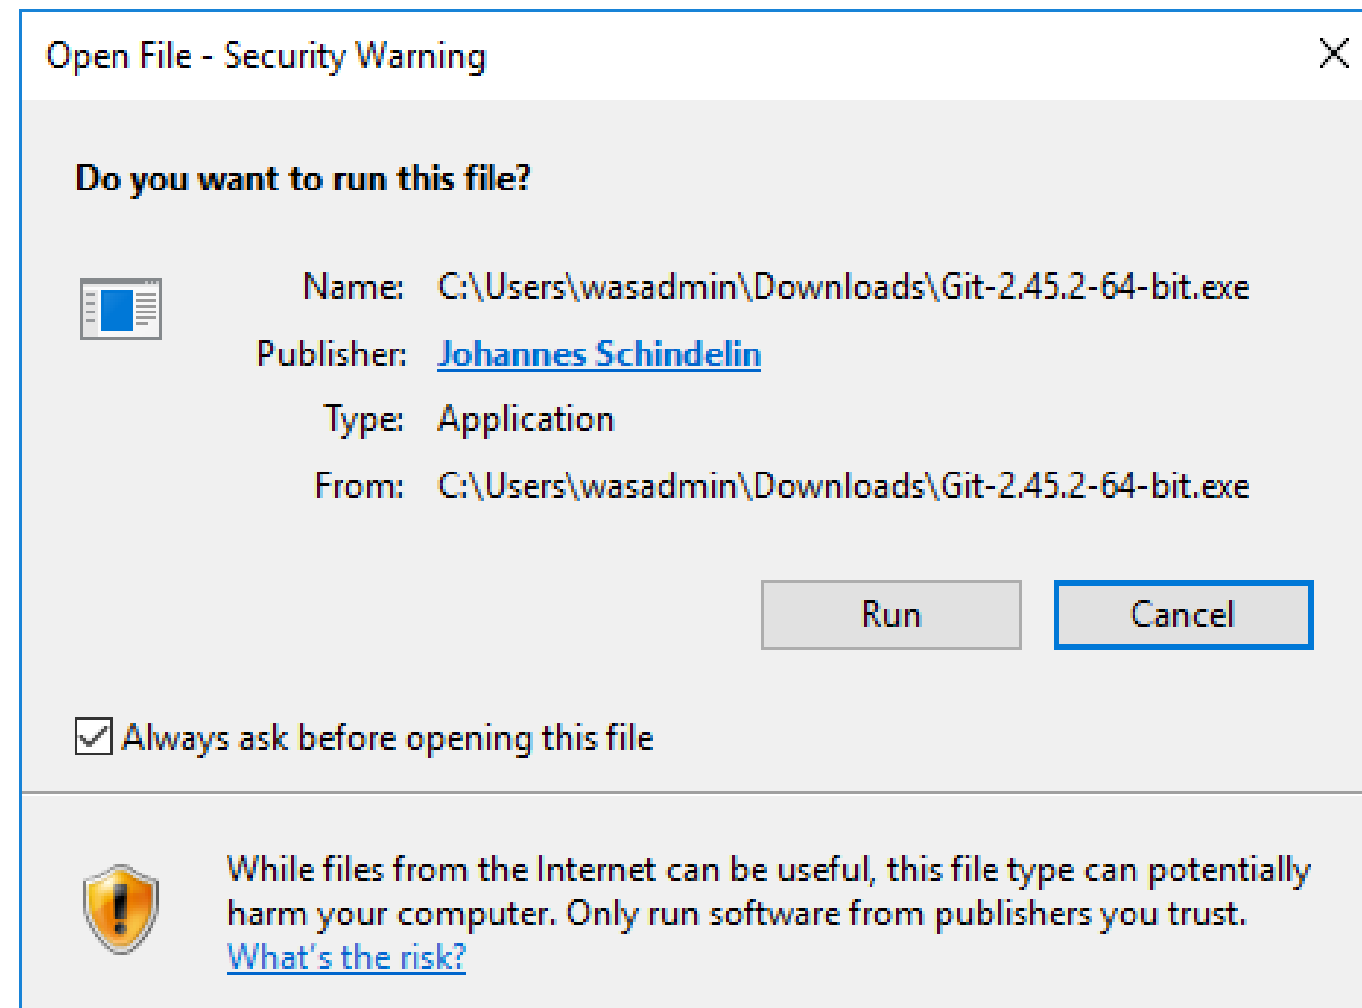 Open File - Security Warning
Do you want to run this file?
Name: C:\Users\wasadmin\Downloads\Git-2.45.2-64-bit.exe
Publisher: Johannes Schindelin
Type: Application
From: C:\Users\wasadmin\Downloads\Git-2.45.2-64-bit.exe
Run Cancel
Always ask before opening this file
While files from the Internet can be useful, this file type can potentially
harm your computer. Only run software from publishers you trust.
What's the risk?